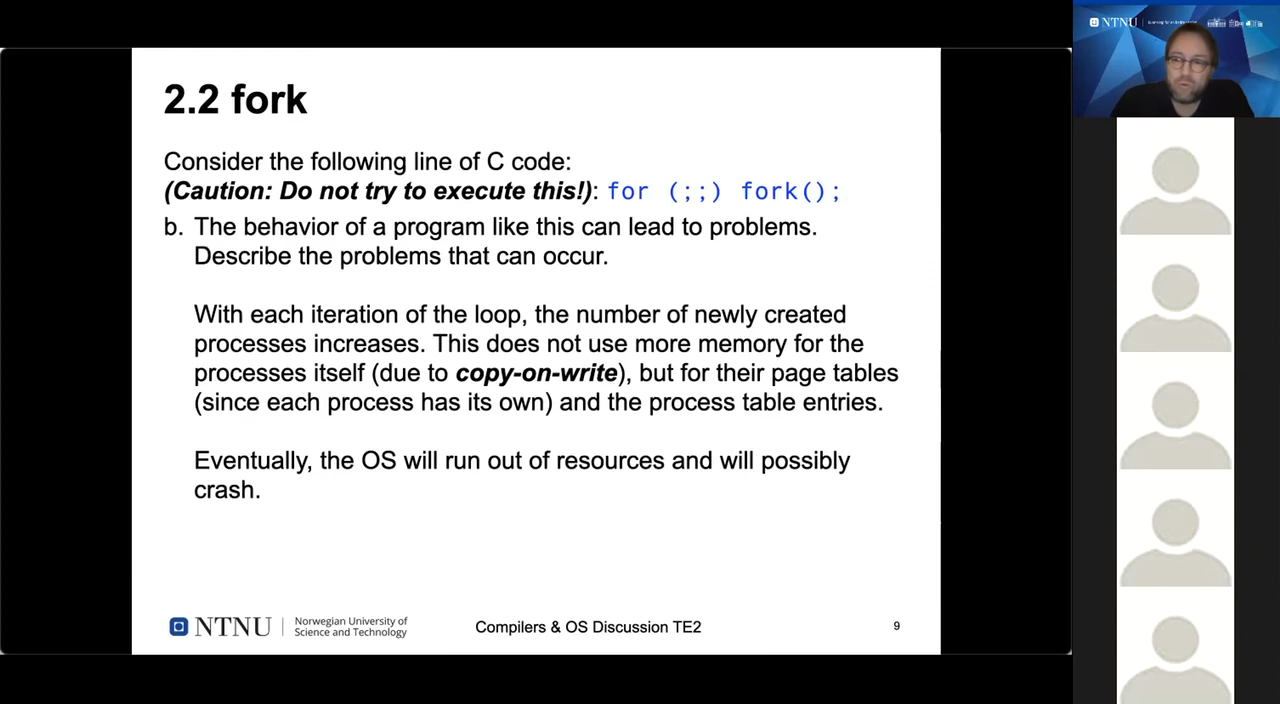 2.2 fork
Consider the following line of C code:
(Caution: Do not try to execute this!): for (;;) fork();
b. The behavior of a program like this can lead to problems.
Describe the problems that can occur.
With each iteration of the loop, the number of newly created
processes increases. This does not use more memory for the
processes itself (due to copy-on-write), but for their page tables
(since each process has its own) and the process table entries.
Eventually, the OS will run out of resources and will possibly
crash.
NTNU
Norwegian University of
Science and Technology
Compilers & OS Discussion TE2
9
NTNU